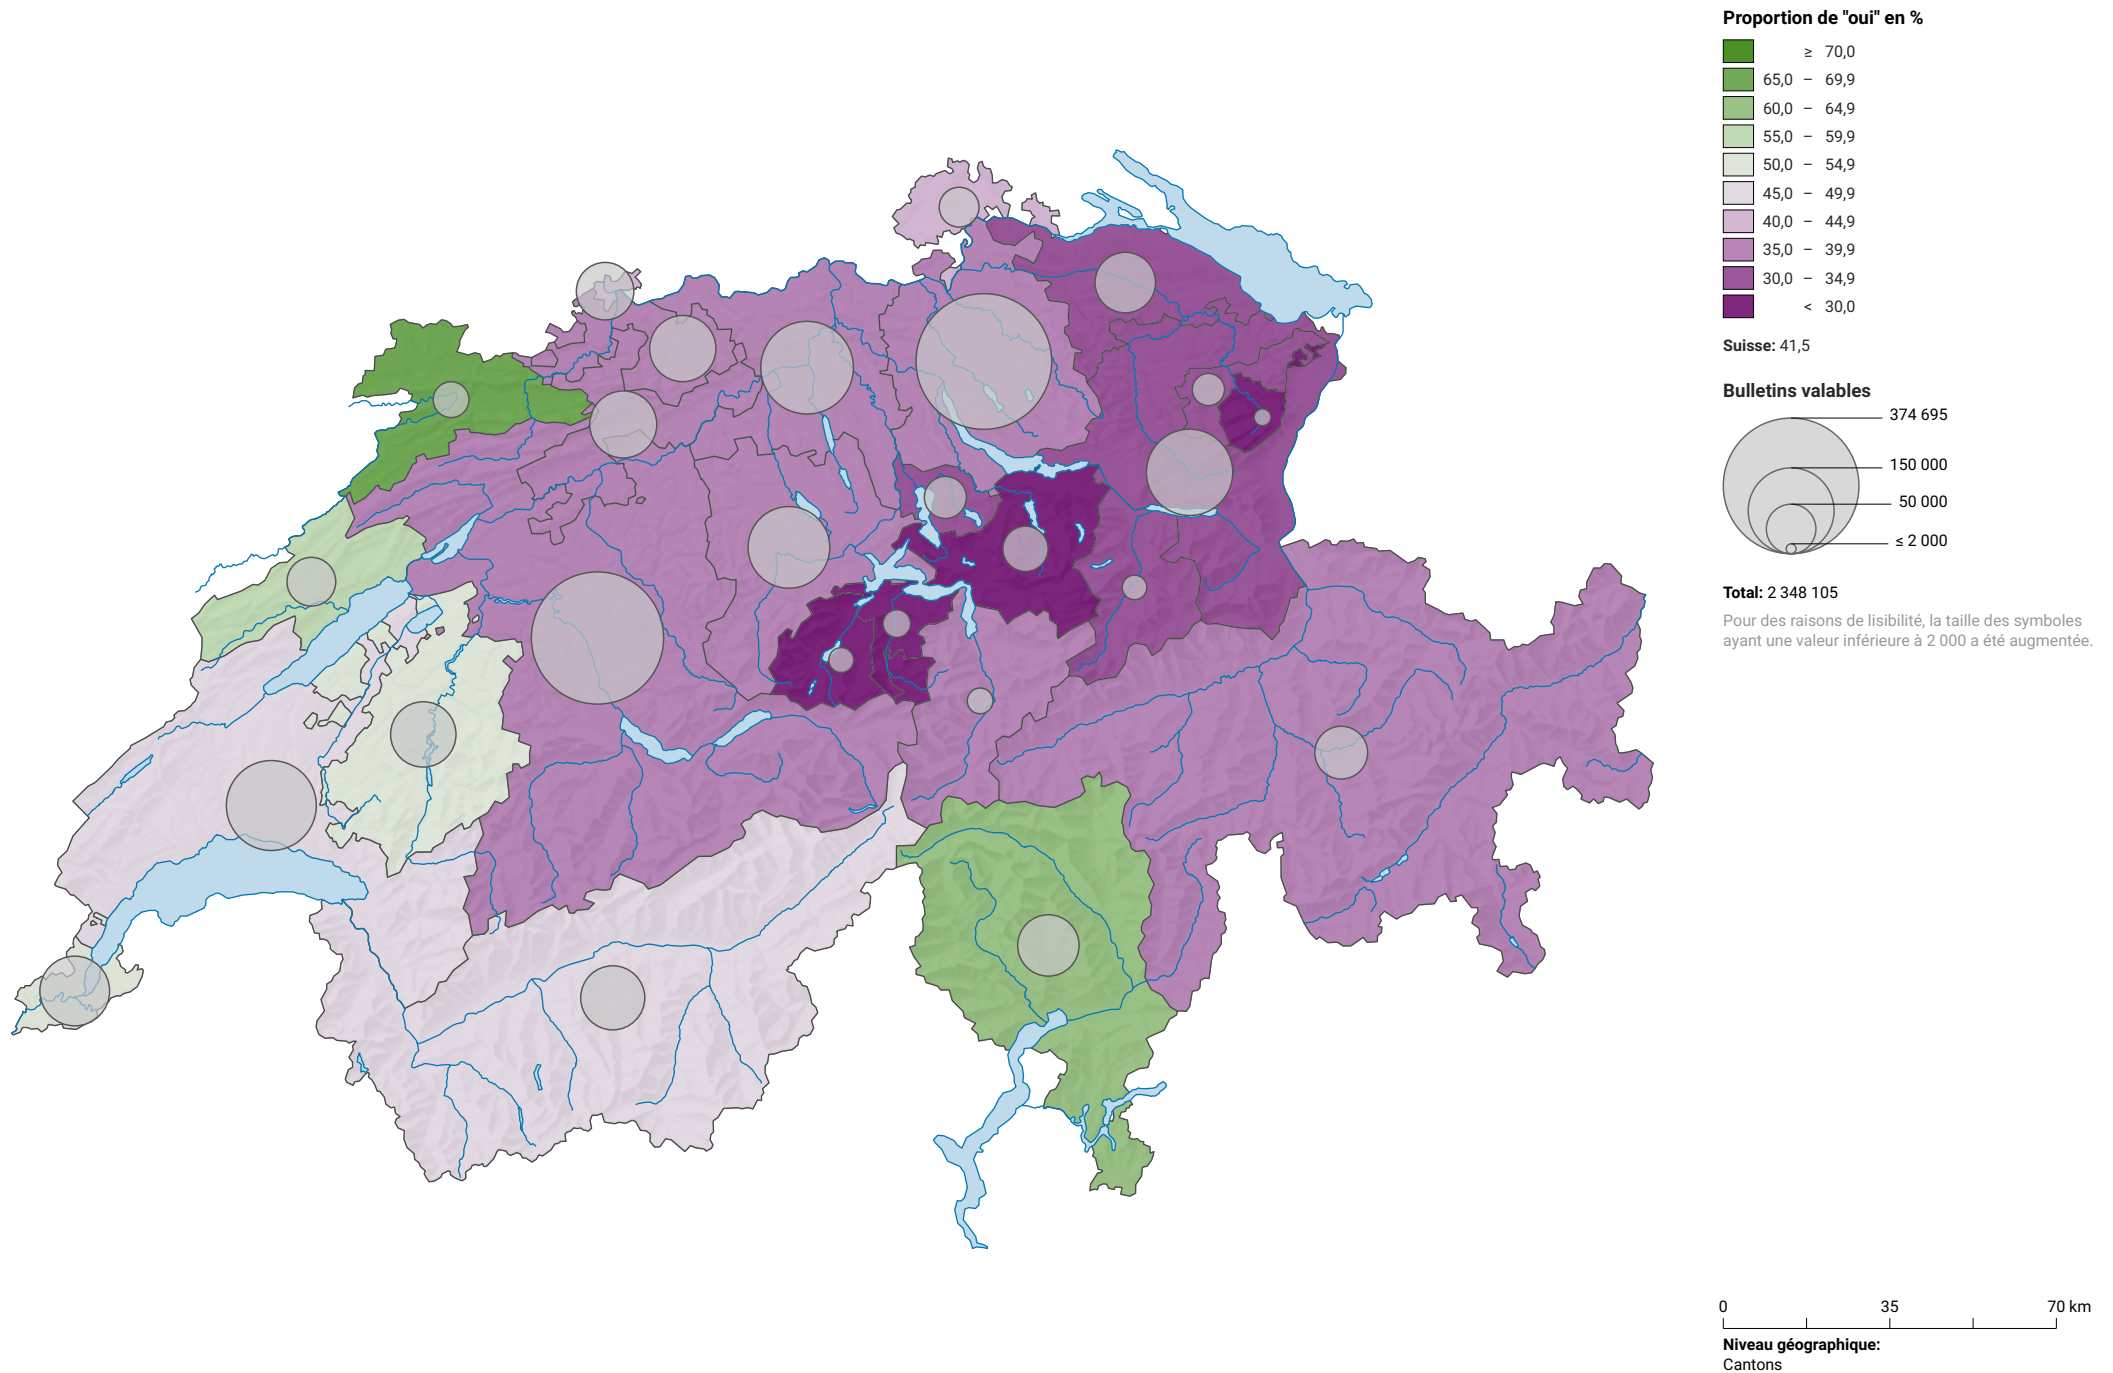 Proportion de "oui" en %
≥ 70,0
65,0 – 69,9
60,0 – 64,9
55,0 – 59,9
50,0 – 54,9
45,0 – 49,9
40,0 – 44,9
35,0 – 39,9
30,0 – 34,9
< 30,0
Suisse: 41,5
Bulletins valables
374 695
150 000
50 000
≤ 2 000
Total: 2 348 105
Pour des raisons de lisibilité, la taille des symboles
ayant une valeur inférieure à 2 000 a été augmentée.
0 35 70 km
Niveau géographique:
Cantons